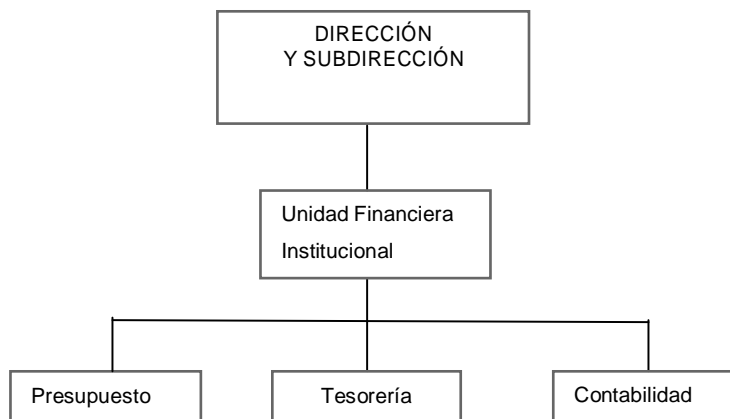 DIRECCIÓN
Y SUBDIRECCIÓN
Unidad Financiera
Institucional
Presupuesto
Tesorería
Contabilidad